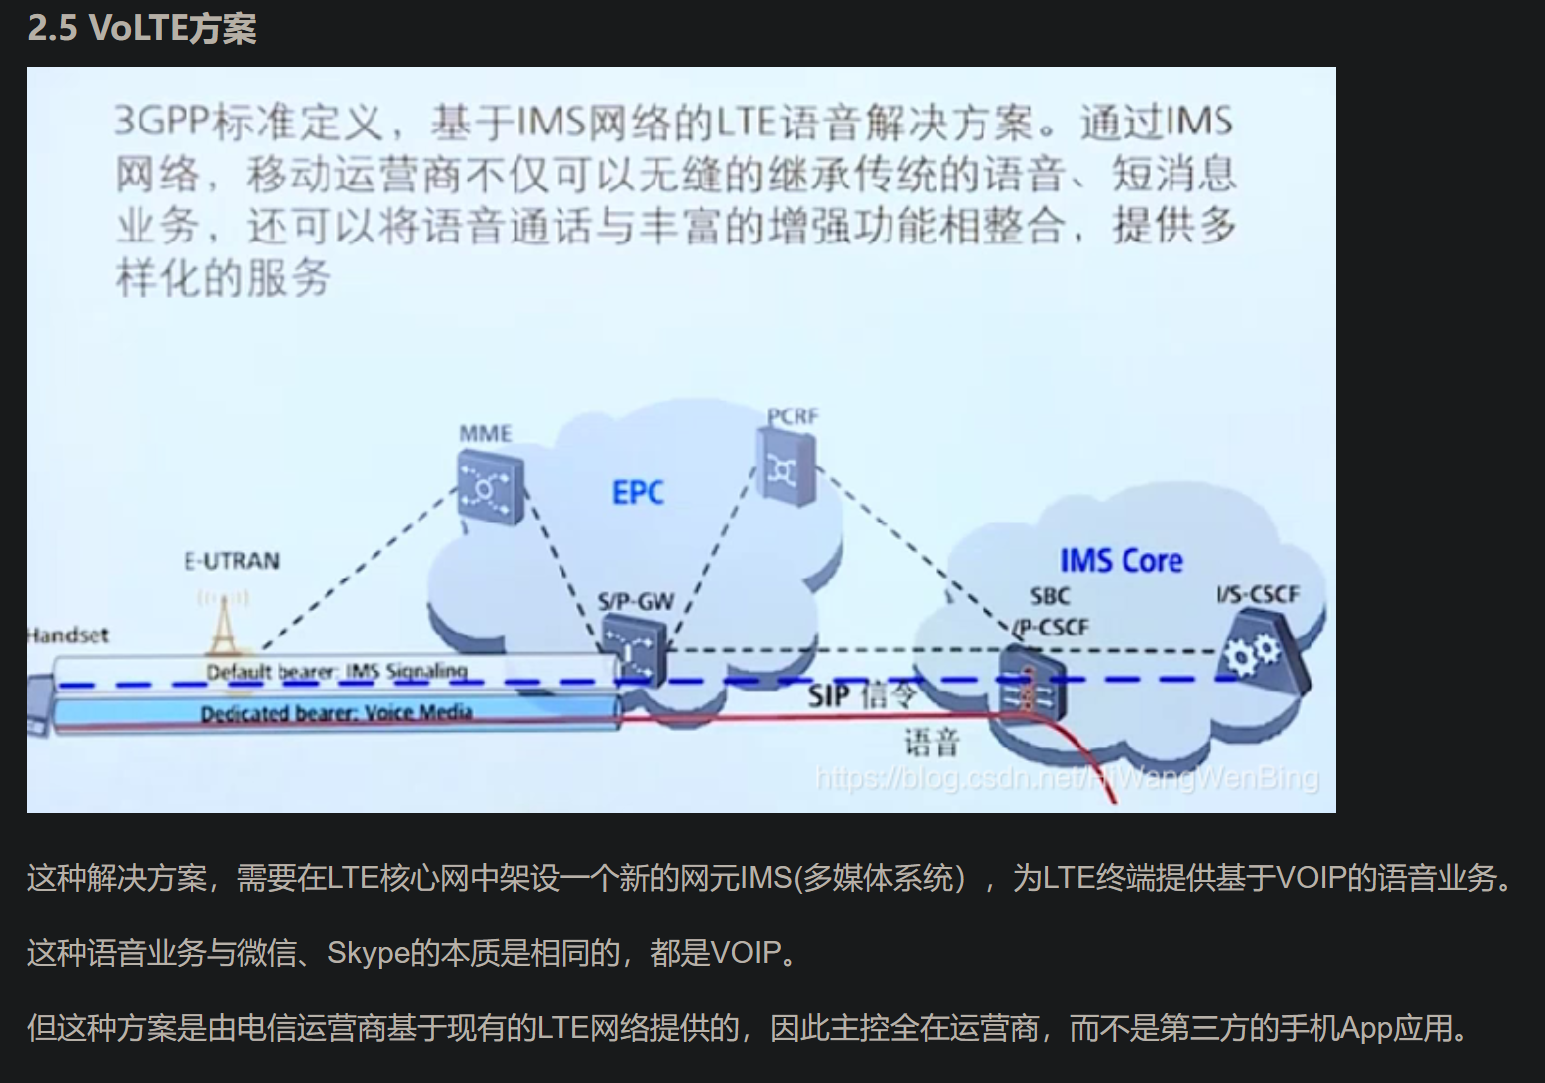 2.5 VoLTE方案
3GPP标准定义，基于IMS网络的LTE语音解决方案。通过IMS
网络，移动运营商不仅可以无缝的继承传统的语音、短消息
业务，还可以将语音通话与丰富的增强功能相整合，提供多
样化的服务
PCRF
MME
EPC
E-UTRAN
IMS Core
S/P-GW
SBC
I/S-CSCF
/P-CSCF
Handset
Default bearer: IMS Signaling
SIP 信令
Dedicated bearer: Voice Media
语音
https://blog.csdn.net/HiWangWenBing
这种解决方案，需要在LTE核心网中架设一个新的网元IMS(多媒体系统），为LTE终端提供基于VOIP的语音业务。
这种语音业务与微信、Skype的本质是相同的，都是VOIP。
但这种方案是由电信运营商基于现有的LTE网络提供的，因此主控全在运营商，而不是第三方的手机App应用。